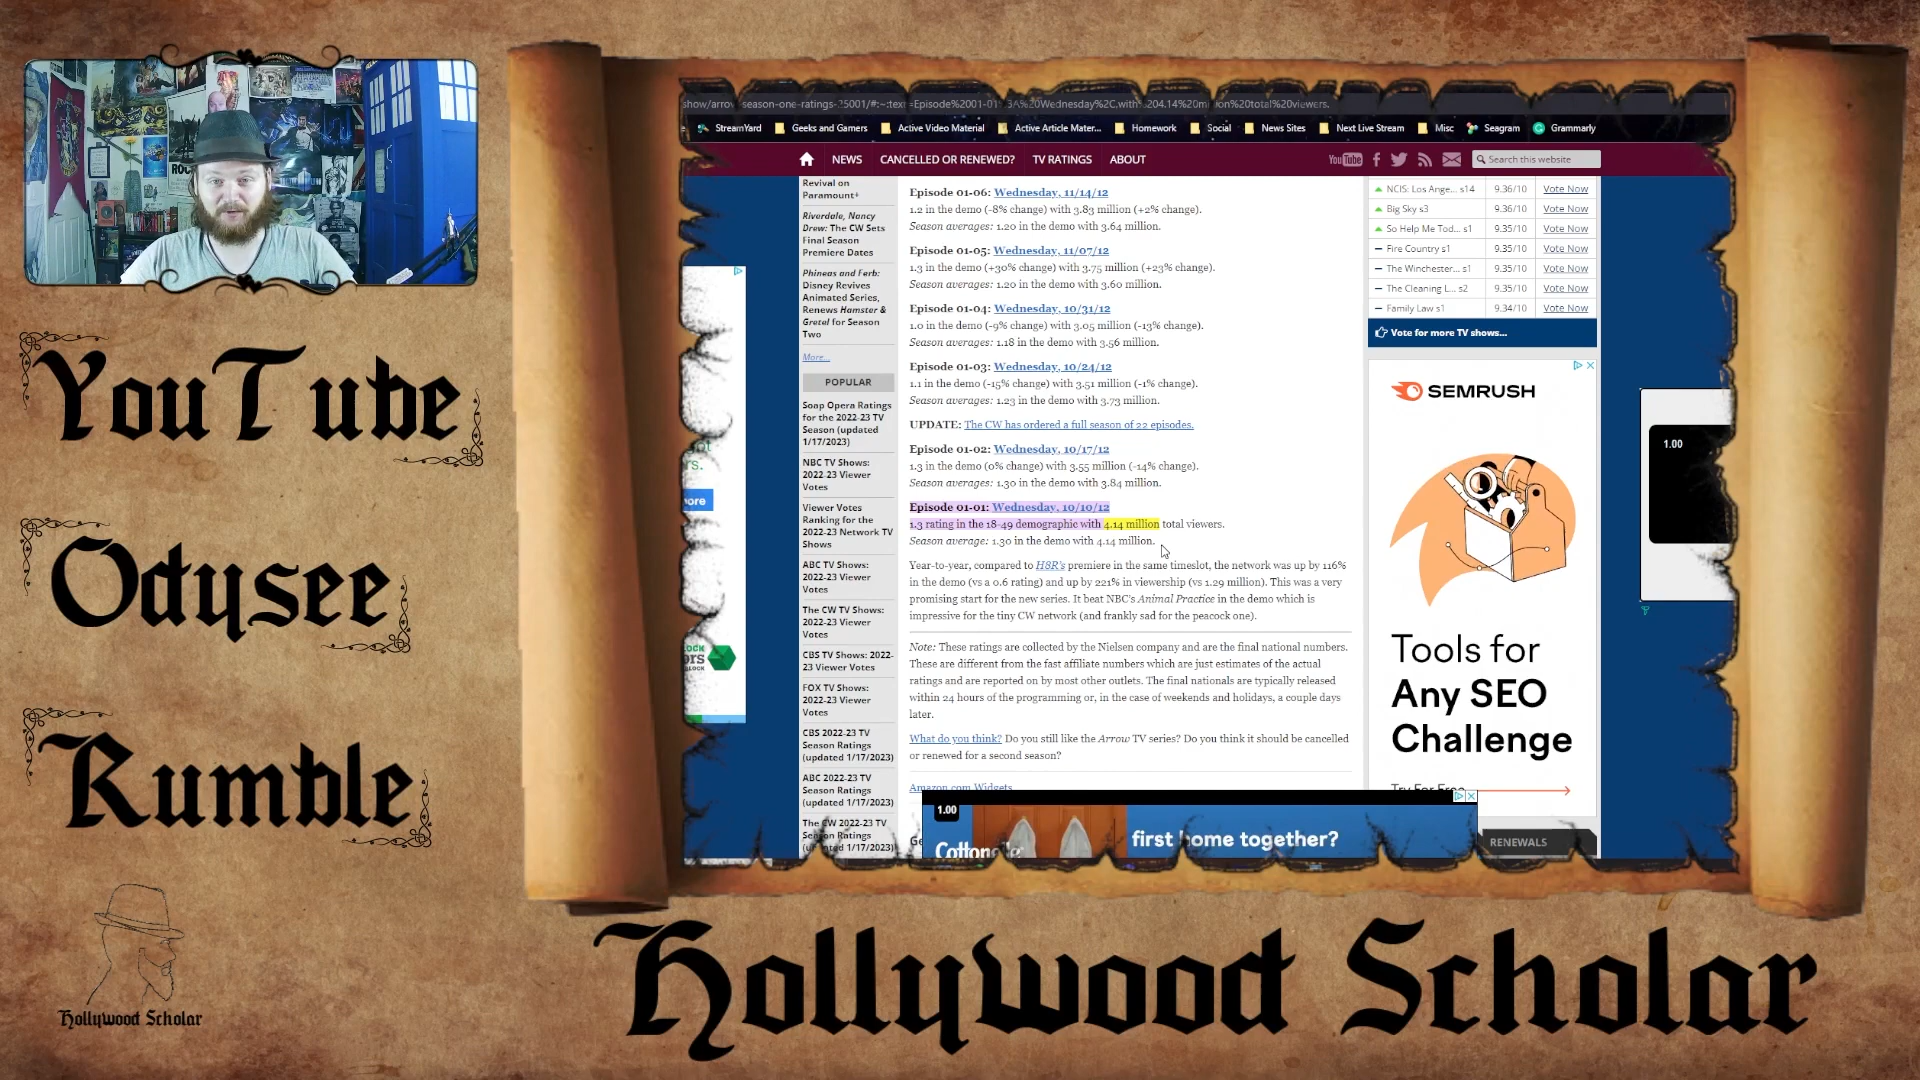 YouTube
Odysee
Rumble
Hollywood Scholar
Hollywood Scholar
StreamYard Geeks and Gamers Active Video Material Active Article Mater... Homework Social News Sites Next Live Stream Misc Seagram Grammarly
NEWS CANCELLED OR RENEWED? TV RATINGS ABOUT
YouTube
Search this website
Revival on
Paramount+
Riverdale, Nancy
Drew: The CW Sets
Final Season
Premiere Dates
Phineas and Ferb:
Disney Revives
Animated Series,
Renews Hamster &
Gretel for Season
Two
More...
POPULAR
Soap Opera Ratings
for the 2022-23 TV
Season (updated
1/17/2023)
NBC TV Shows:
2022-23 Viewer
Votes
Viewer Votes
Ranking for the
2022-23 Network TV
Shows
ABC TV Shows:
2022-23 Viewer
Votes
The CW TV Shows:
2022-23 Viewer
Votes
CBS TV Shows: 2022-
23 Viewer Votes
FOX TV Shows:
2022-23 Viewer
Votes
CBS 2022-23 TV
Season Ratings
(updated 1/17/2023)
ABC 2022-23 TV
Season Ratings
(updated 1/17/2023)
The CW 2022-23 TV
Season Ratings
Episode 01-06: Wednesday, 11/14/12
1.2 in the demo (-8% change) with 3.83 million (+2% change).
Season averages: 1.20 in the demo with 3.64 million.
Episode 01-05: Wednesday, 11/07/12
1.3 in the demo (+30% change) with 3.75 million (+23% change).
Season averages: 1.20 in the demo with 3.60 million.
Episode 01-04: Wednesday, 10/31/12
1.0 in the demo (-9% change) with 3.05 million (-13% change).
Season averages: 1.18 in the demo with 3.56 million.
Episode 01-03: Wednesday, 10/24/12
1.1 in the demo (-15% change) with 3.51 million (-1% change).
Season averages: 1.23 in the demo with 3.73 million.
UPDATE: The CW has ordered a full season of 22 episodes.
Episode 01-02: Wednesday, 10/17/12
1.3 in the demo (0% change) with 3.55 million (-14% change).
Season averages: 1.30 in the demo with 3.84 million.
Episode 01-01: Wednesday, 10/10/12
1.3 rating in the 18-49 demographic with 4.14 million total viewers.
Season average: 1.30 in the demo with 4.14 million.
Year-to-year, compared to H8R's premiere in the same timeslot, the network was up by 116%
in the demo (vs a 0.6 rating) and up by 221% in viewership (vs 1.29 million). This was a very
promising start for the new series. It beat NBC's Animal Practice in the demo which is
impressive for the tiny CW network (and frankly sad for the peacock one).
Note: These ratings are collected by the Nielsen company and are the final national numbers.
These are different from the fast affiliate numbers which are just estimates of the actual
ratings and are reported on by most other outlets. The final nationals are typically released
within 24 hours of the programming or, in the case of weekends and holidays, a couple days
later.
What do you think? Do you still like the Arrow TV series? Do you think it should be cancelled
or renewed for a second season?
Amazon.com Widgets
1.00
first home together?
NCIS: Los Ange... s14 9.36/10 Vote Now
Big Sky s3 9.36/10 Vote Now
So Help Me Tod... s1 9.35/10 Vote Now
Fire Country s1 9.35/10 Vote Now
The Winchester... s1 9.35/10 Vote Now
The Cleaning L... s2 9.35/10 Vote Now
Family Law s1 9.34/10 Vote Now
Vote for more TV shows...
SEMRUSH
Tools for
Any SEO
Challenge
Try For Free
RENEWALS
1.00